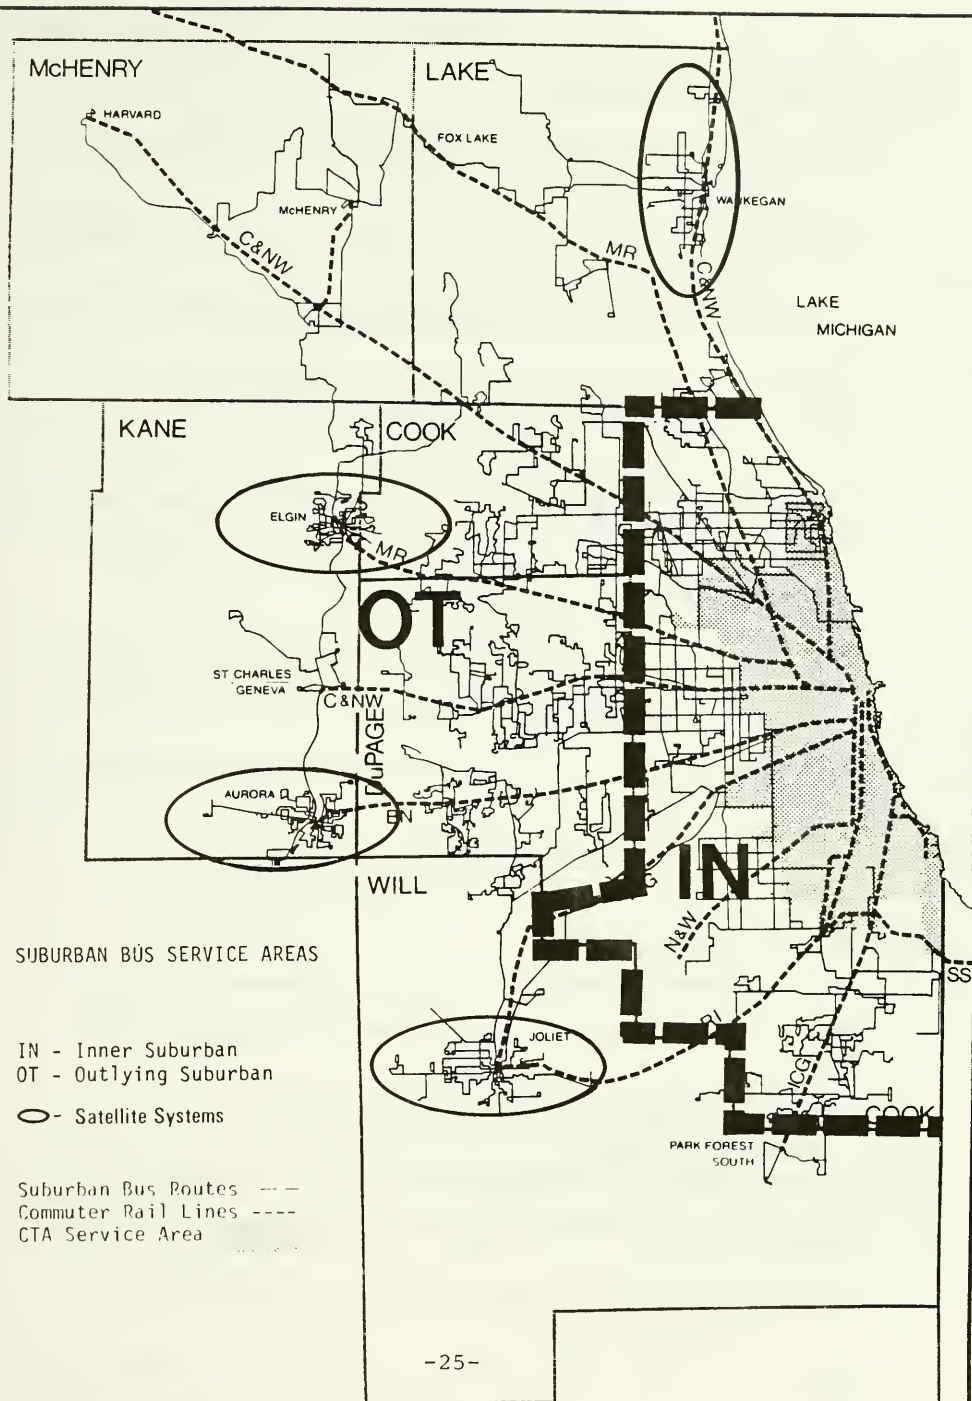 McHENRY
LAKE
HARVARD
FOX LAKE
McHENRY
WAUKEGAN
C&NW
MR
C&NW
LAKE
MICHIGAN
KANE
COOK
ELGIN
MR
OT
ST CHARLES
GENEVA
C&NW
DuPAGE
AURORA
BN
WILL
IN
N&W
SS
SUBURBAN BUS SERVICE AREAS
JOLIET
RI
ICG
IN - Inner Suburban
OT - Outlying Suburban
- Satellite Systems
COOK
PARK FOREST
SOUTH
Suburban Bus Routes
Commuter Rail Lines ----
CTA Service Area
-25-